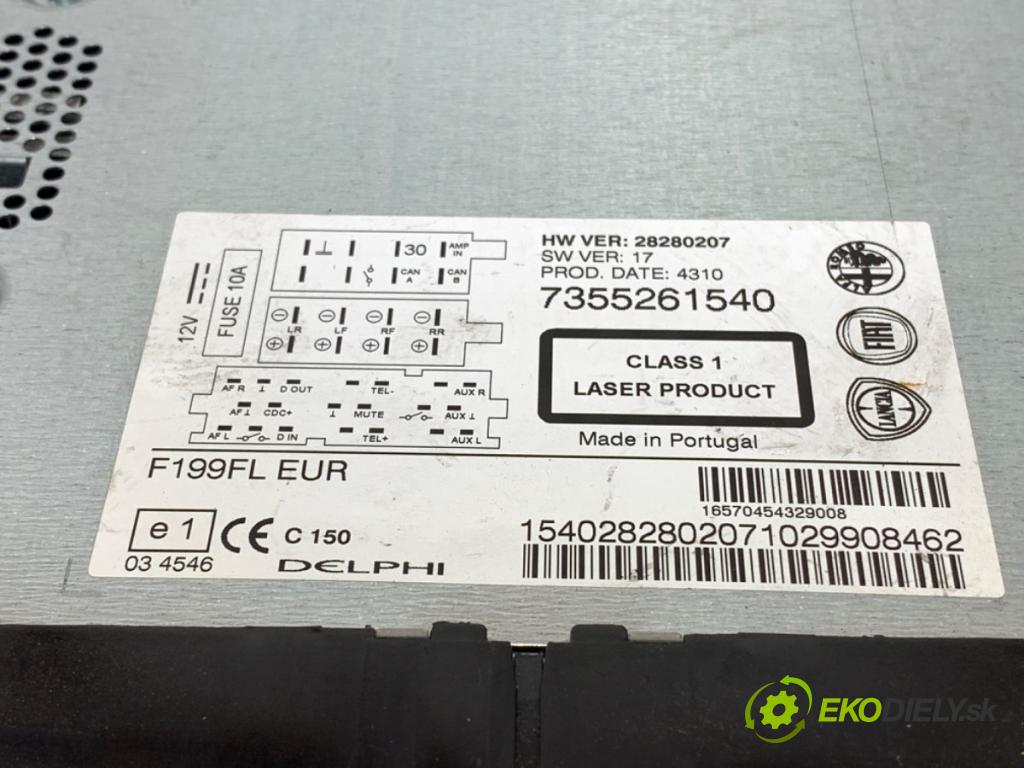 HW VER: 28280207
SW VER: 17
PROD. DATE: 4310
7355261540
12V
FUSE 10A
30 AMP IN
CAN A CAN B
LR LF RF RR
AF R D OUT TEL- AUX R
AF CDC+ MUTE AUX
AF L D IN TEL+ AUX L
CLASS 1
LASER PRODUCT
Made in Portugal
FIAT
LANCIA
F199FL EUR
16570454329008
1540282802071029908462
e 1
03 4546
CE C 150
DELPHI
EKODIELY.sk